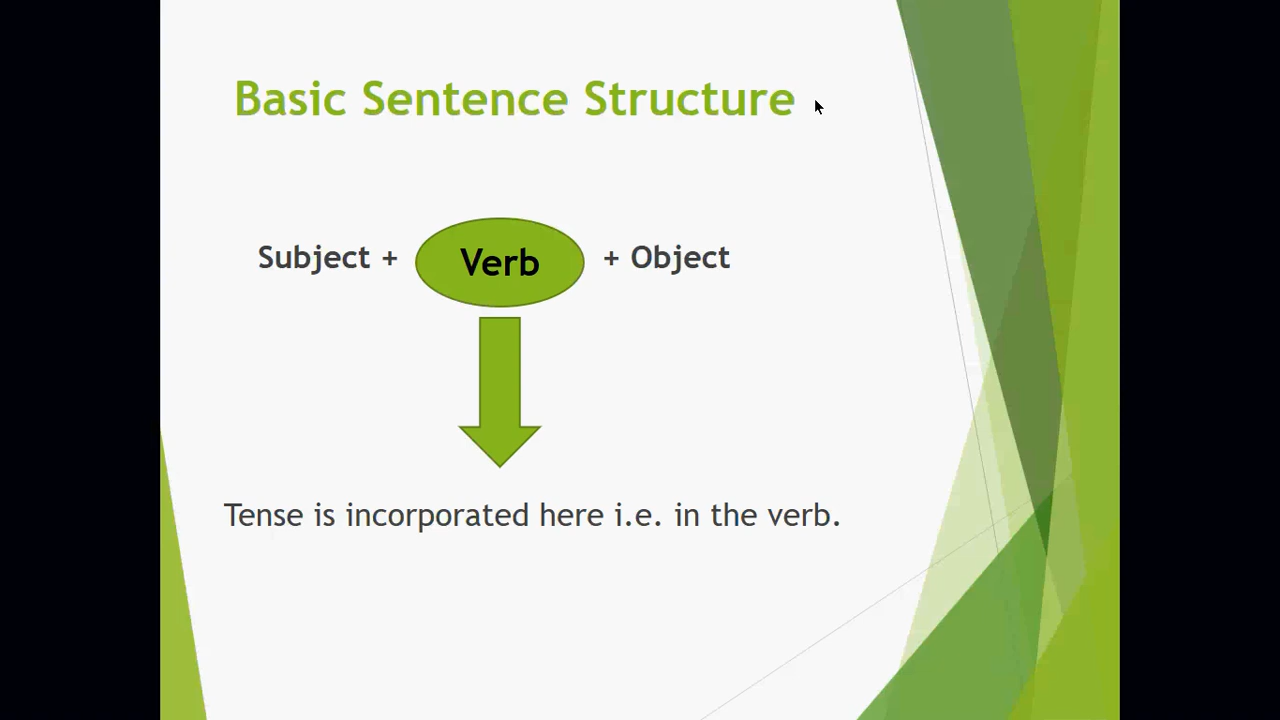 Basic Sentence Structure
Subject + Verb + Object
Tense is incorporated here i.e. in the verb.